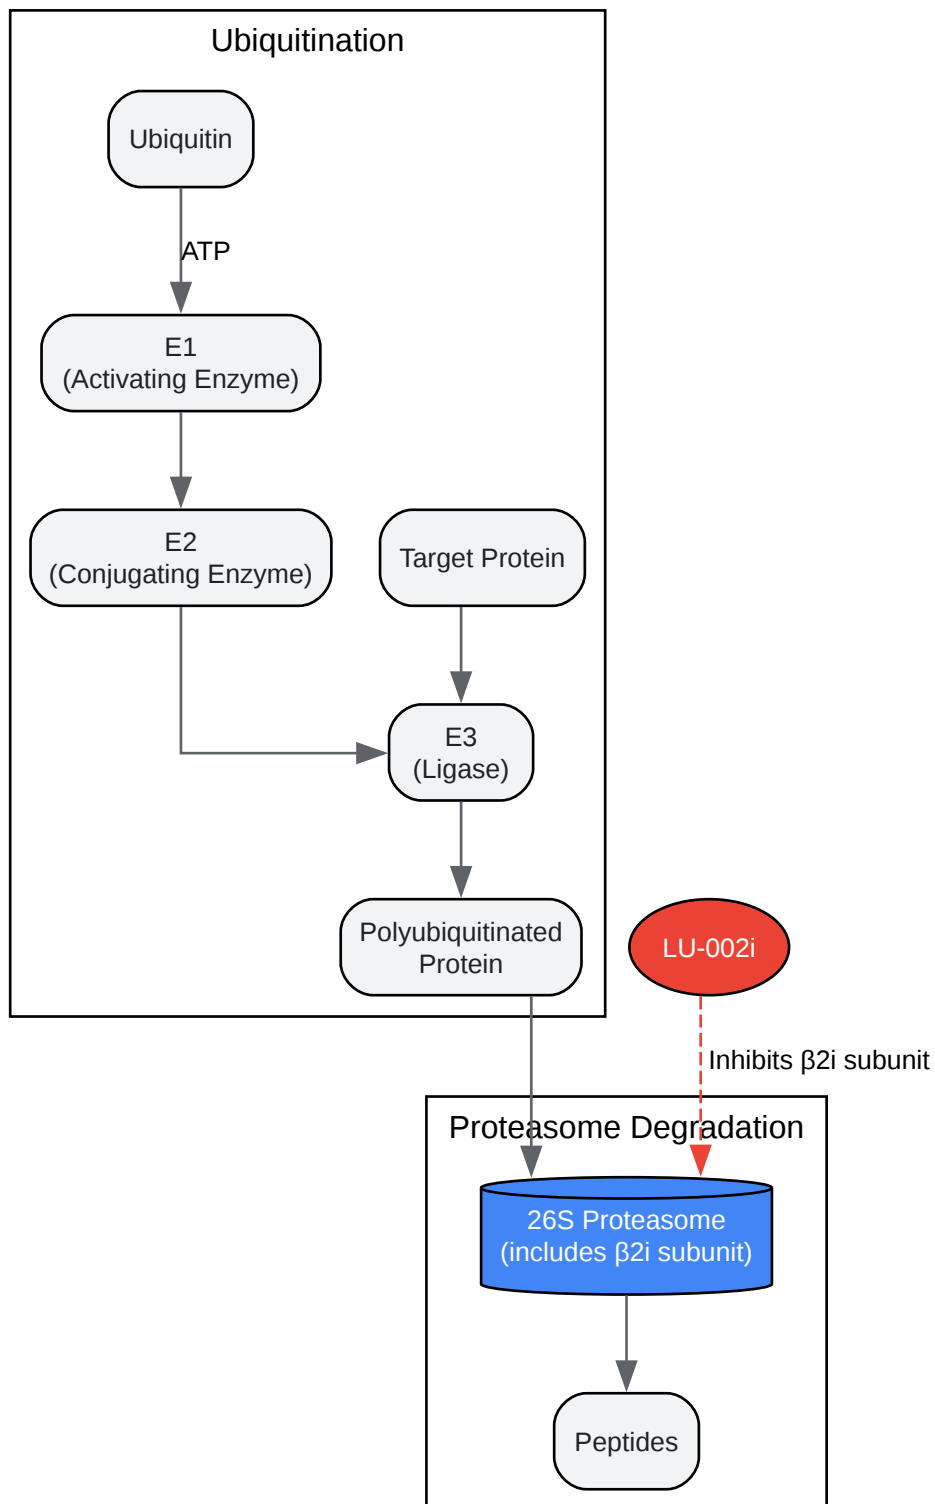 Ubiquitination
Ubiquitin
ATP
E1
(Activating Enzyme)
E2
(Conjugating Enzyme)
Target Protein
E3
(Ligase)
Polyubiquitinated
Protein
LU-002i
Inhibits β2i subunit
Proteasome Degradation
26S Proteasome
(includes β2i subunit)
Peptides